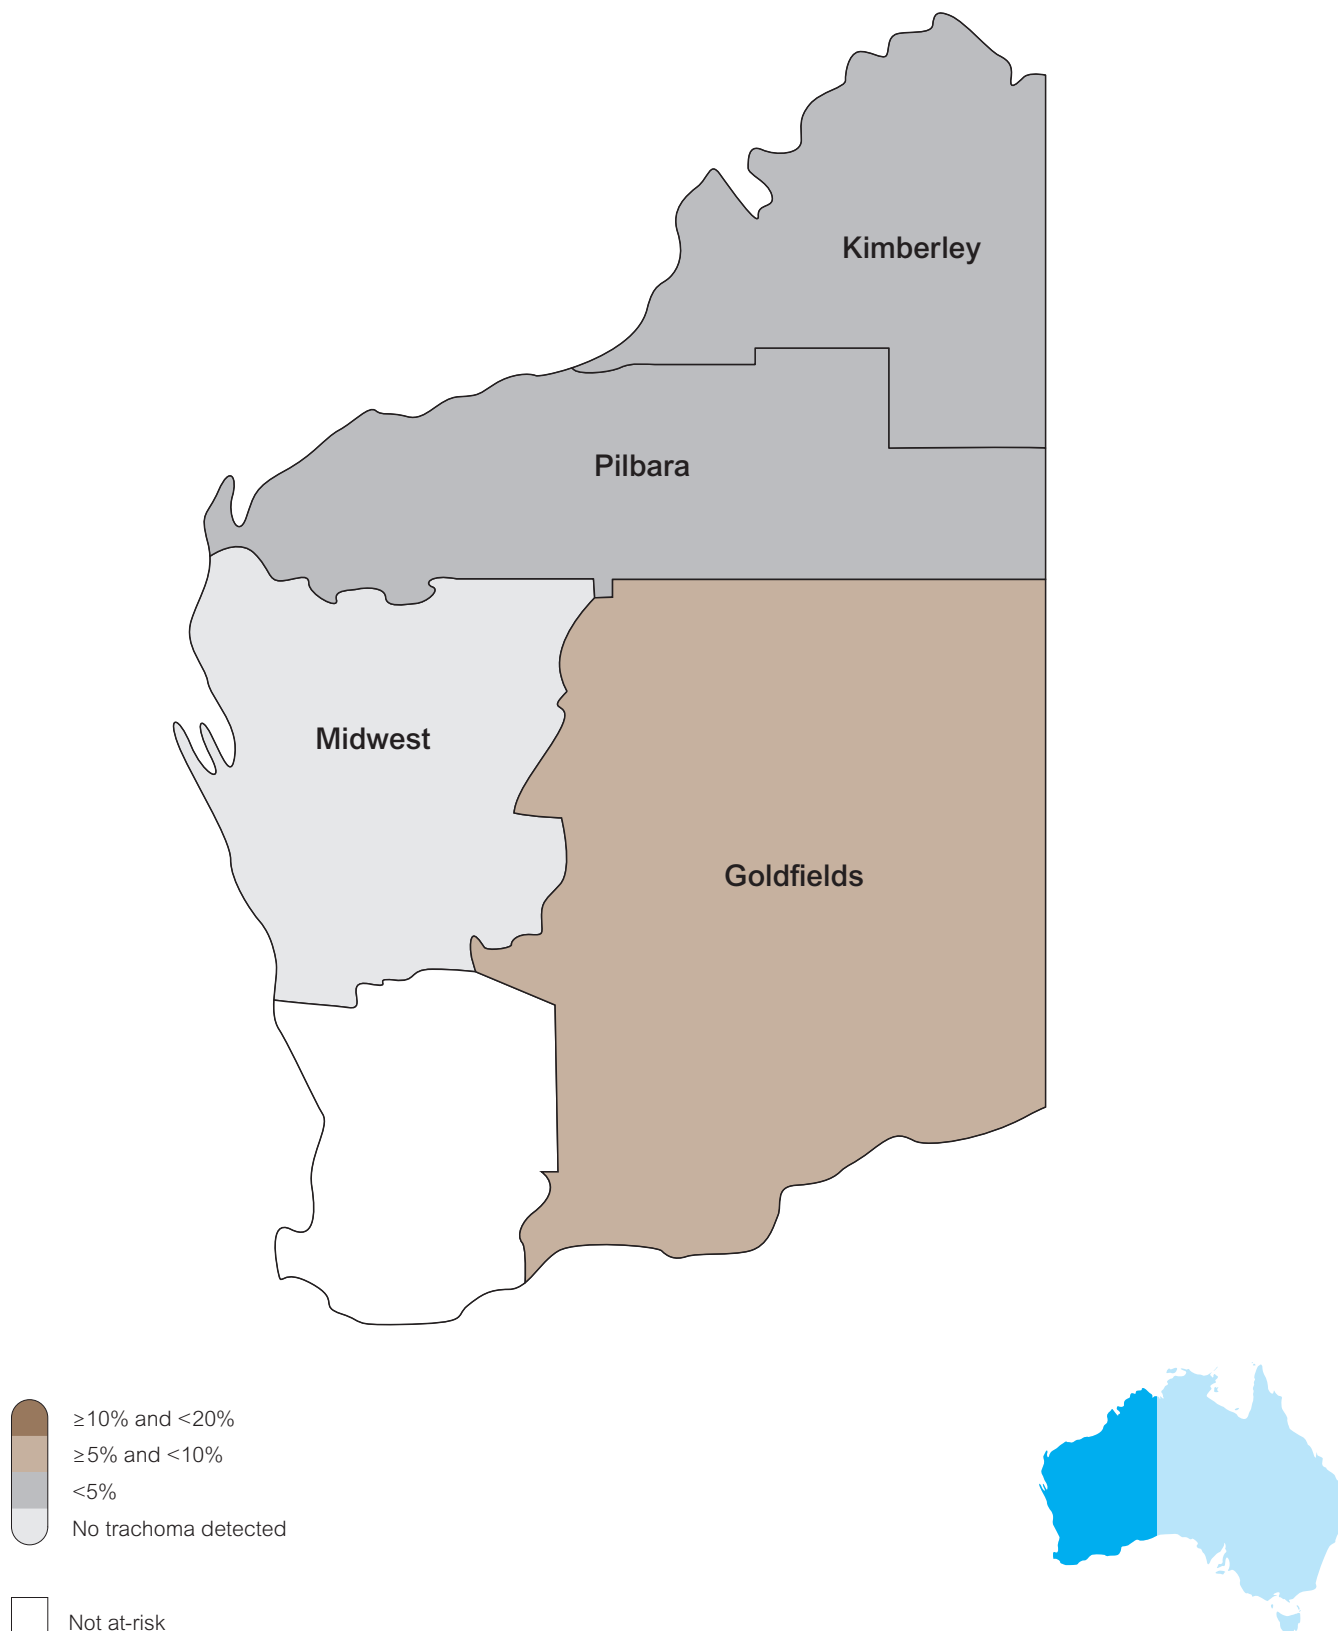 Kimberley
Pilbara
Midwest
Goldfields
≥10% and <20%
≥5% and <10%
<5%
No trachoma detected
Not at-risk